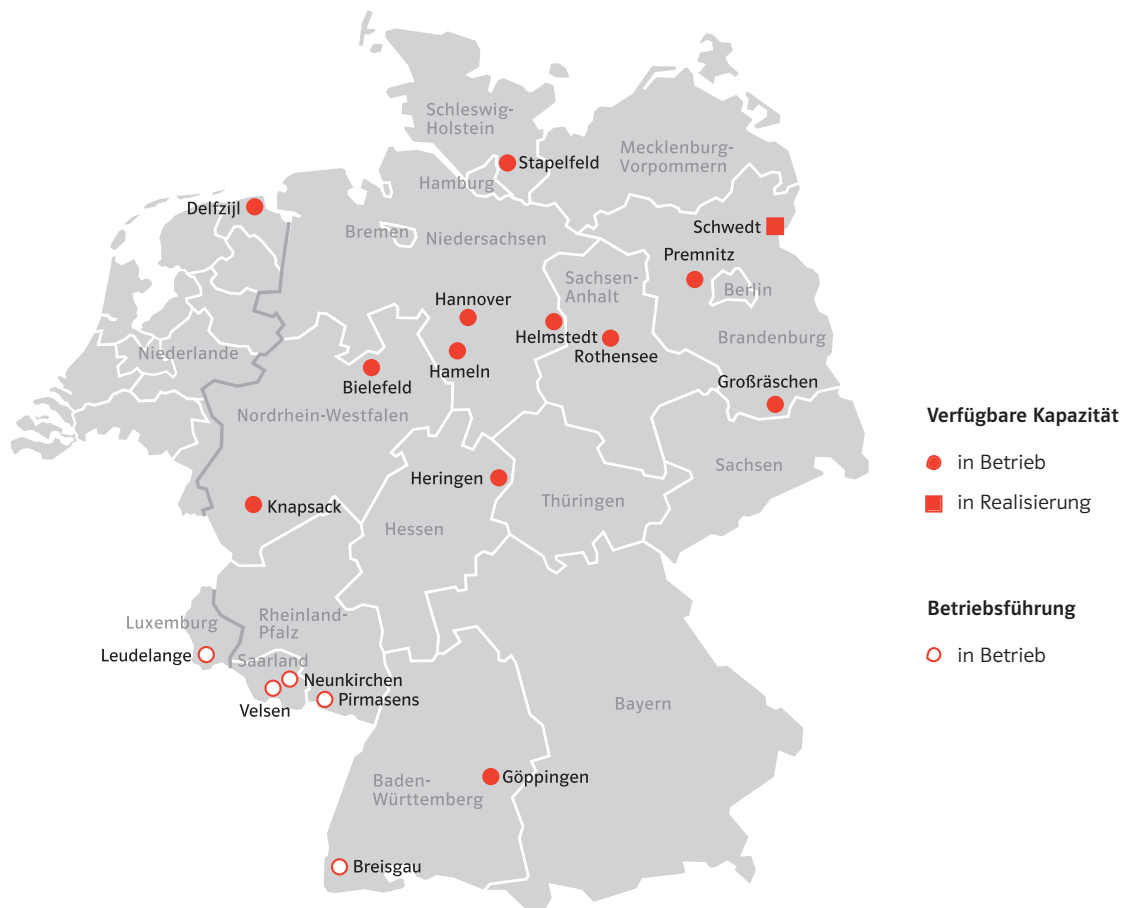 Schleswig-
Holstein
Mecklenburg-
Vorpommern
Stapelfeld
Hamburg
Delfzijl
Schwedt
Bremen
Niedersachsen
Premnitz
Sachsen-
Anhalt
Berlin
Hannover
Helmstedt
Brandenburg
Rothensee
Niederlande
Hameln
Bielefeld
Großräschen
Nordrhein-Westfalen
Sachsen
Heringen
Thüringen
Knapsack
Hessen
Luxemburg
Rheinland-
Pfalz
Leudelange
Saarland
Neunkirchen
Pirmasens
Velsen
Bayern
Göppingen
Baden-
Württemberg
Breisgau
Verfügbare Kapazität
in Betrieb
in Realisierung
Betriebsführung
in Betrieb